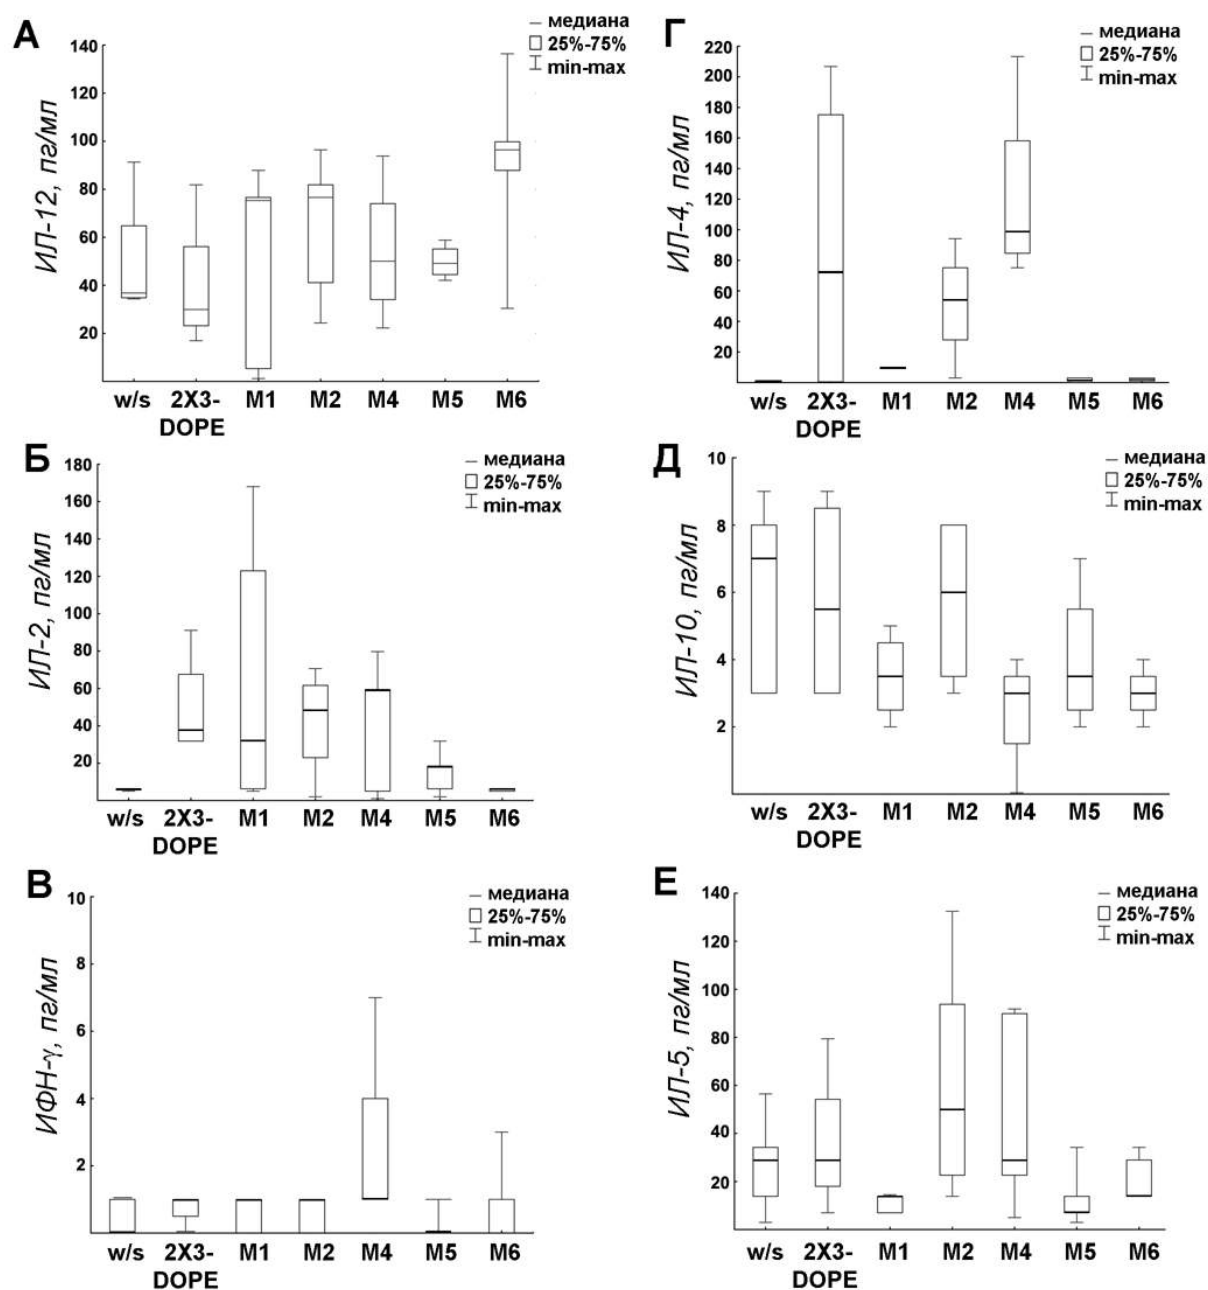 А
ИЛ-12, пг/мл
медиана
25%-75%
min-max
140
120
100
80
60
40
20
w/s 2X3-DOPE M1 M2 M4 M5 M6
Г
ИЛ-4, пг/мл
медиана
25%-75%
min-max
220
200
180
160
140
120
100
80
60
40
20
w/s 2X3-DOPE M1 M2 M4 M5 M6
Б
ИЛ-2, пг/мл
медиана
25%-75%
min-max
180
160
140
120
100
80
60
40
20
w/s 2X3-DOPE M1 M2 M4 M5 M6
Д
ИЛ-10, пг/мл
медиана
25%-75%
min-max
10
8
6
4
2
w/s 2X3-DOPE M1 M2 M4 M5 M6
В
ИФН-γ, пг/мл
медиана
25%-75%
min-max
10
8
6
4
2
w/s 2X3-DOPE M1 M2 M4 M5 M6
Е
ИЛ-5, пг/мл
медиана
25%-75%
min-max
140
120
100
80
60
40
20
w/s 2X3-DOPE M1 M2 M4 M5 M6